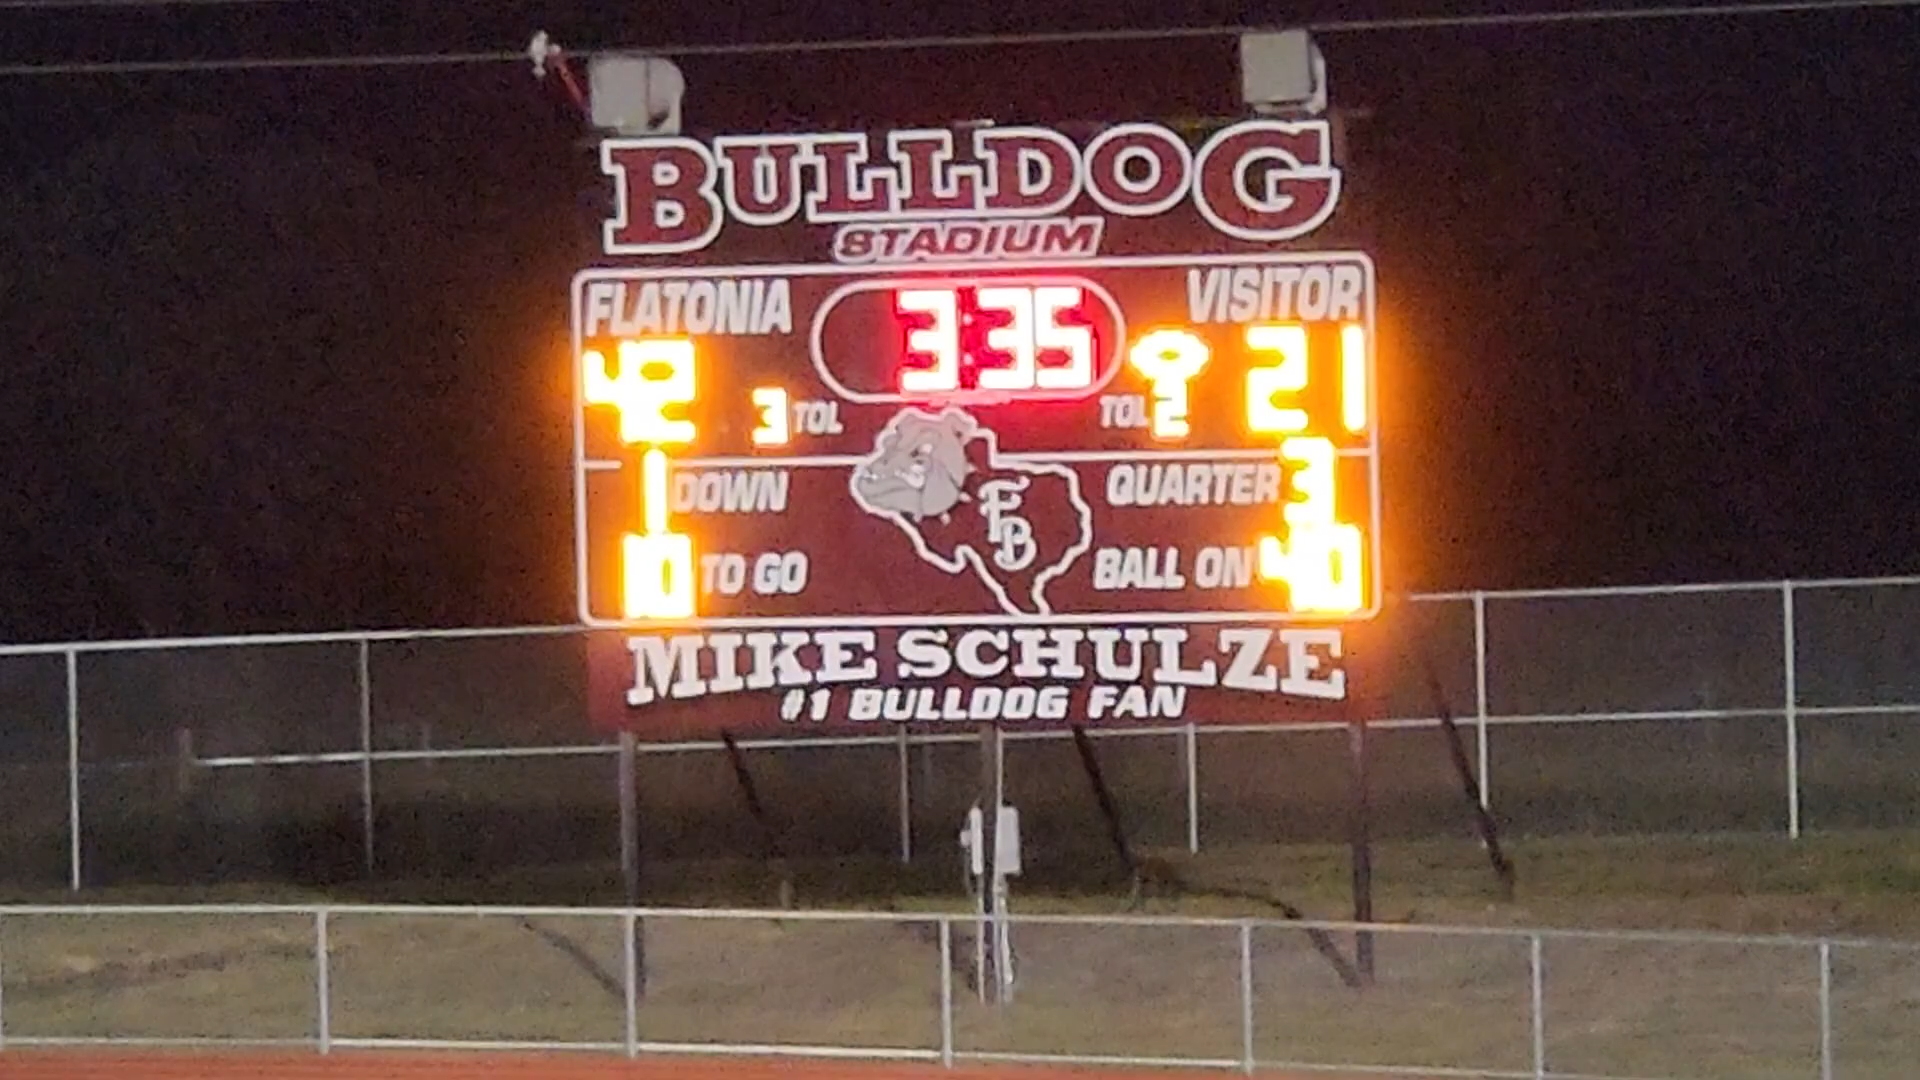 BULLDOG
STADIUM
FLATONIA 3:35 VISITOR
42 3 TOL TOL 2 21
1 DOWN QUARTER 3
FB
10 TO GO BALL ON 40
MIKE SCHULZE
#1 BULLDOG FAN